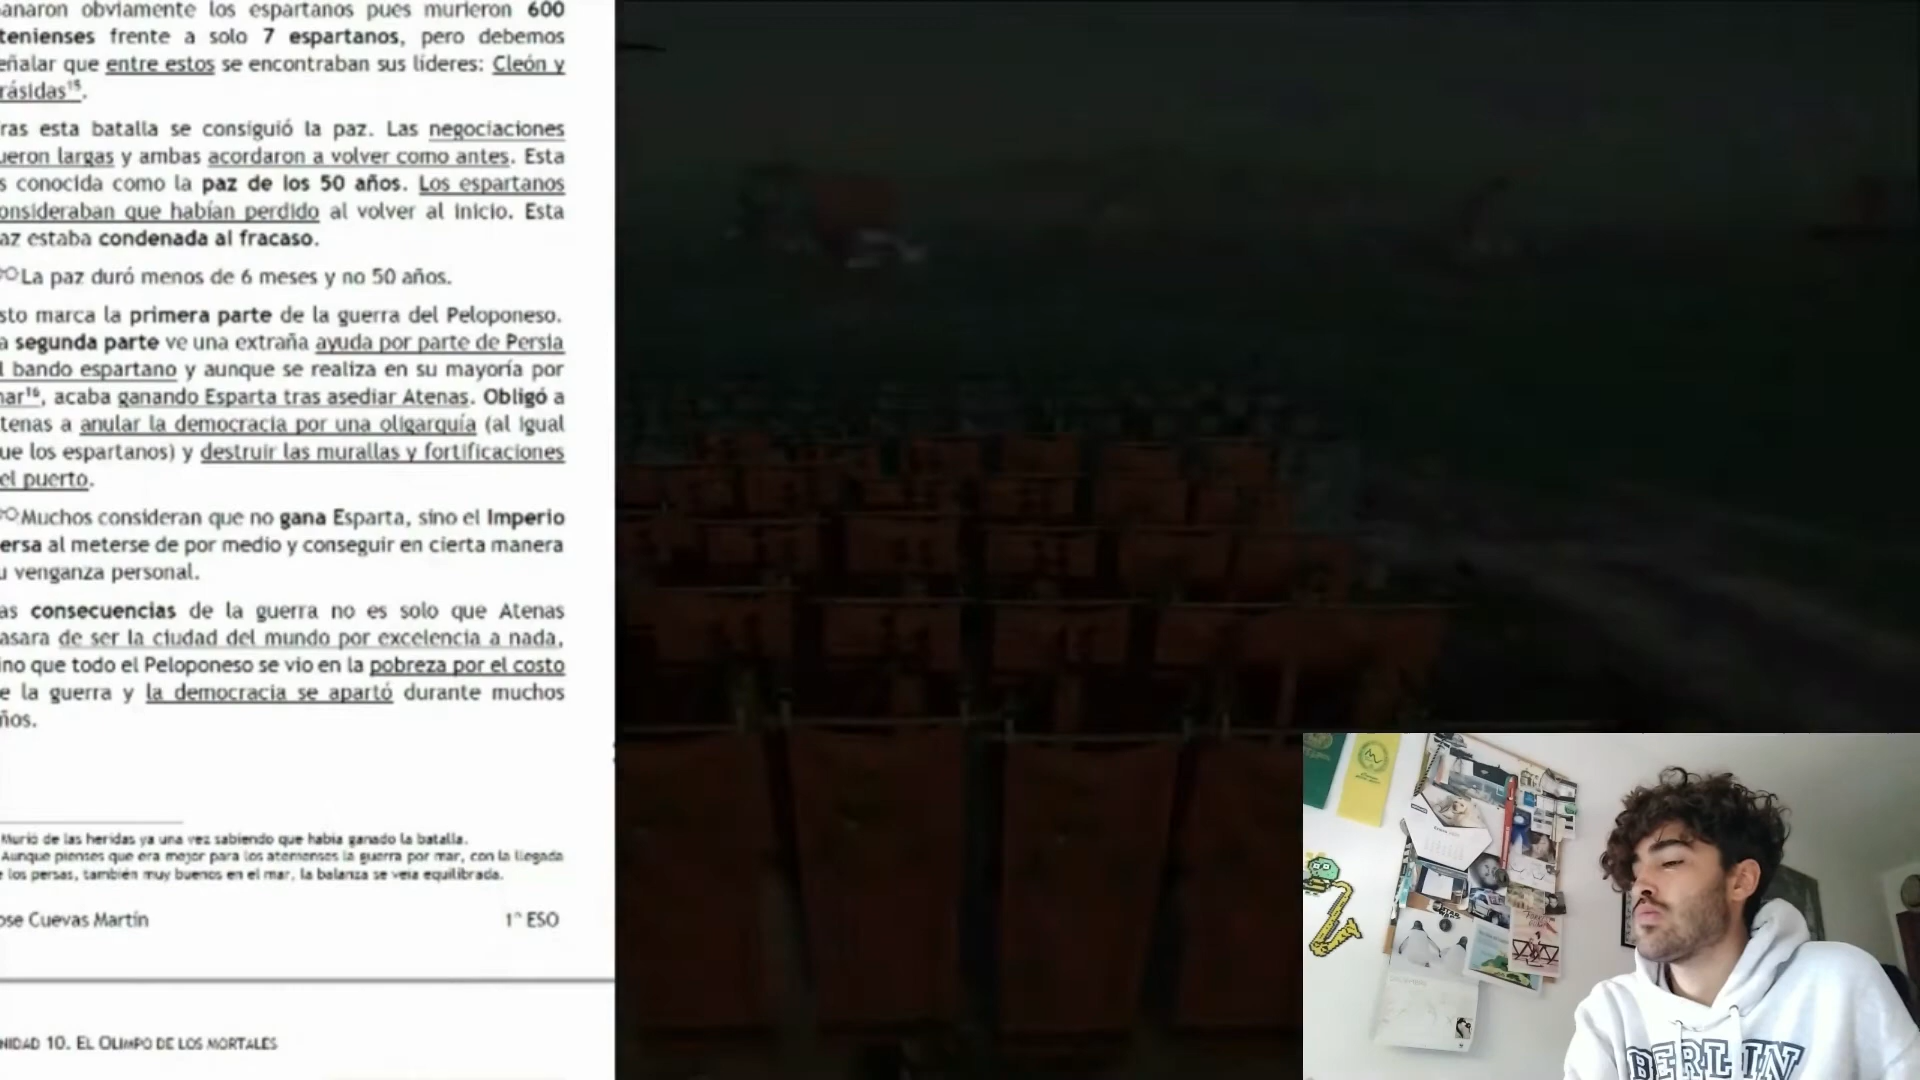 anaron obviamente los espartanos pues murieron 600
tenienses frente a solo 7 espartanos, pero debemos
eñalar que entre estos se encontraban sus líderes: Cleón y
rásidas¹⁵.
ras esta batalla se consiguió la paz. Las negociaciones
ueron largas y ambas acordaron a volver como antes. Esta
s conocida como la paz de los 50 años. Los espartanos
onsideraban que habían perdido al volver al inicio. Esta
az estaba condenada al fracaso.
La paz duró menos de 6 meses y no 50 años.
sto marca la primera parte de la guerra del Peloponeso.
a segunda parte ve una extraña ayuda por parte de Persia
l bando espartano y aunque se realiza en su mayoría por
mar¹⁶, acaba ganando Esparta tras asediar Atenas. Obligó a
tenas a anular la democracia por una oligarquía (al igual
ue los espartanos) y destruir las murallas y fortificaciones
el puerto.
Muchos consideran que no gana Esparta, sino el Imperio
ersa al meterse de por medio y conseguir en cierta manera
u venganza personal.
as consecuencias de la guerra no es solo que Atenas
asara de ser la ciudad del mundo por excelencia a nada,
ino que todo el Peloponeso se vio en la pobreza por el costo
e la guerra y la democracia se apartó durante muchos
ños.
Murió de las heridas ya una vez sabiendo que había ganado la batalla.
Aunque pienses que era mejor para los atenienses la guerra por mar, con la llegada
e los persas, también muy buenos en el mar, la balanza se veía equilibrada.
ose Cuevas Martín 1º ESO
NIDAD 10. EL OLIMPO DE LOS MORTALES
BERLIN